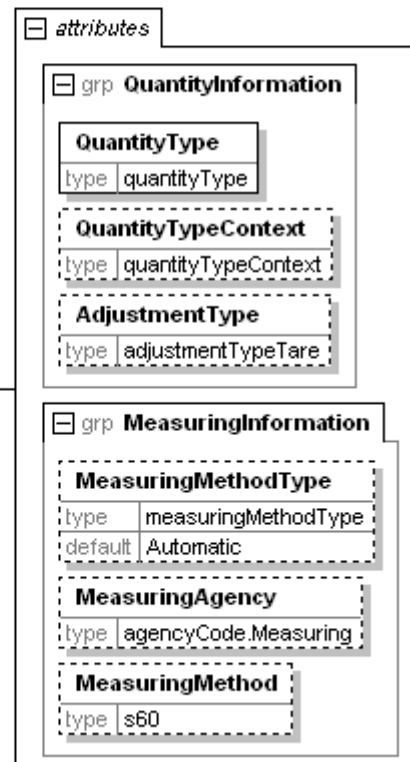 attributes
grp QuantityInformation
QuantityType
type quantityType
QuantityTypeContext
type quantityTypeContext
AdjustmentType
type adjustmentTypeTare
grp MeasuringInformation
MeasuringMethodType
type measuringMethodType
default Automatic
MeasuringAgency
type agencyCode.Measuring
MeasuringMethod
type s60